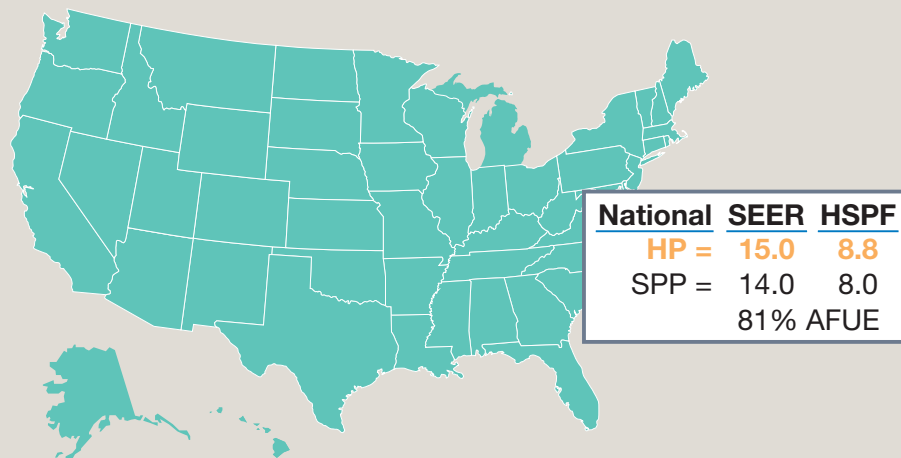 National SEER HSPF
HP = 15.0 8.8
SPP = 14.0 8.0
81% AFUE